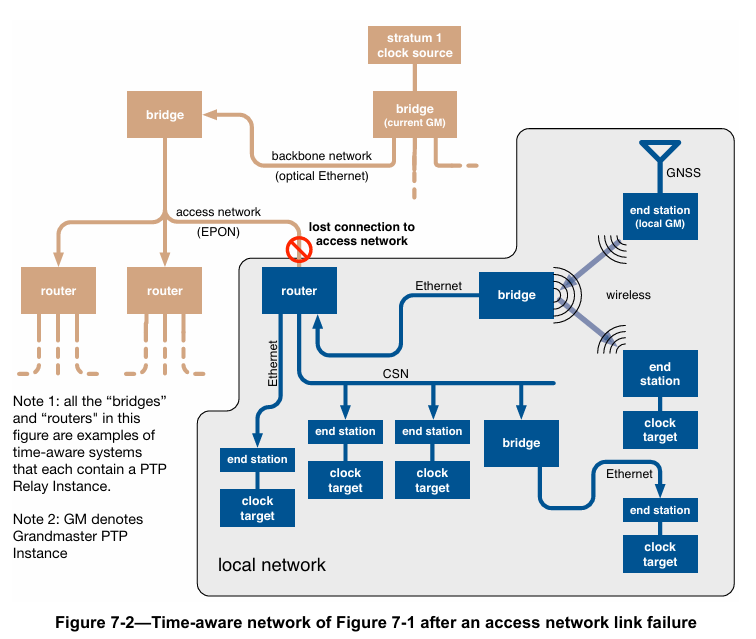 stratum 1
clock source
bridge
bridge
(current GM)
backbone network
(optical Ethernet)
GNSS
access network
(EPON)
lost connection to
access network
end station
(local GM)
router
router
router
Ethernet
bridge
wireless
Ethernet
CSN
end
station
clock
target
Note 1: all the “bridges”
and “routers" in this
figure are examples of
time-aware systems
that each contain a PTP
Relay Instance.
Note 2: GM denotes
Grandmaster PTP
Instance
end station
clock
target
end station
clock
target
end station
clock
target
bridge
Ethernet
end station
clock
target
local network
Figure 7-2—Time-aware network of Figure 7-1 after an access network link failure